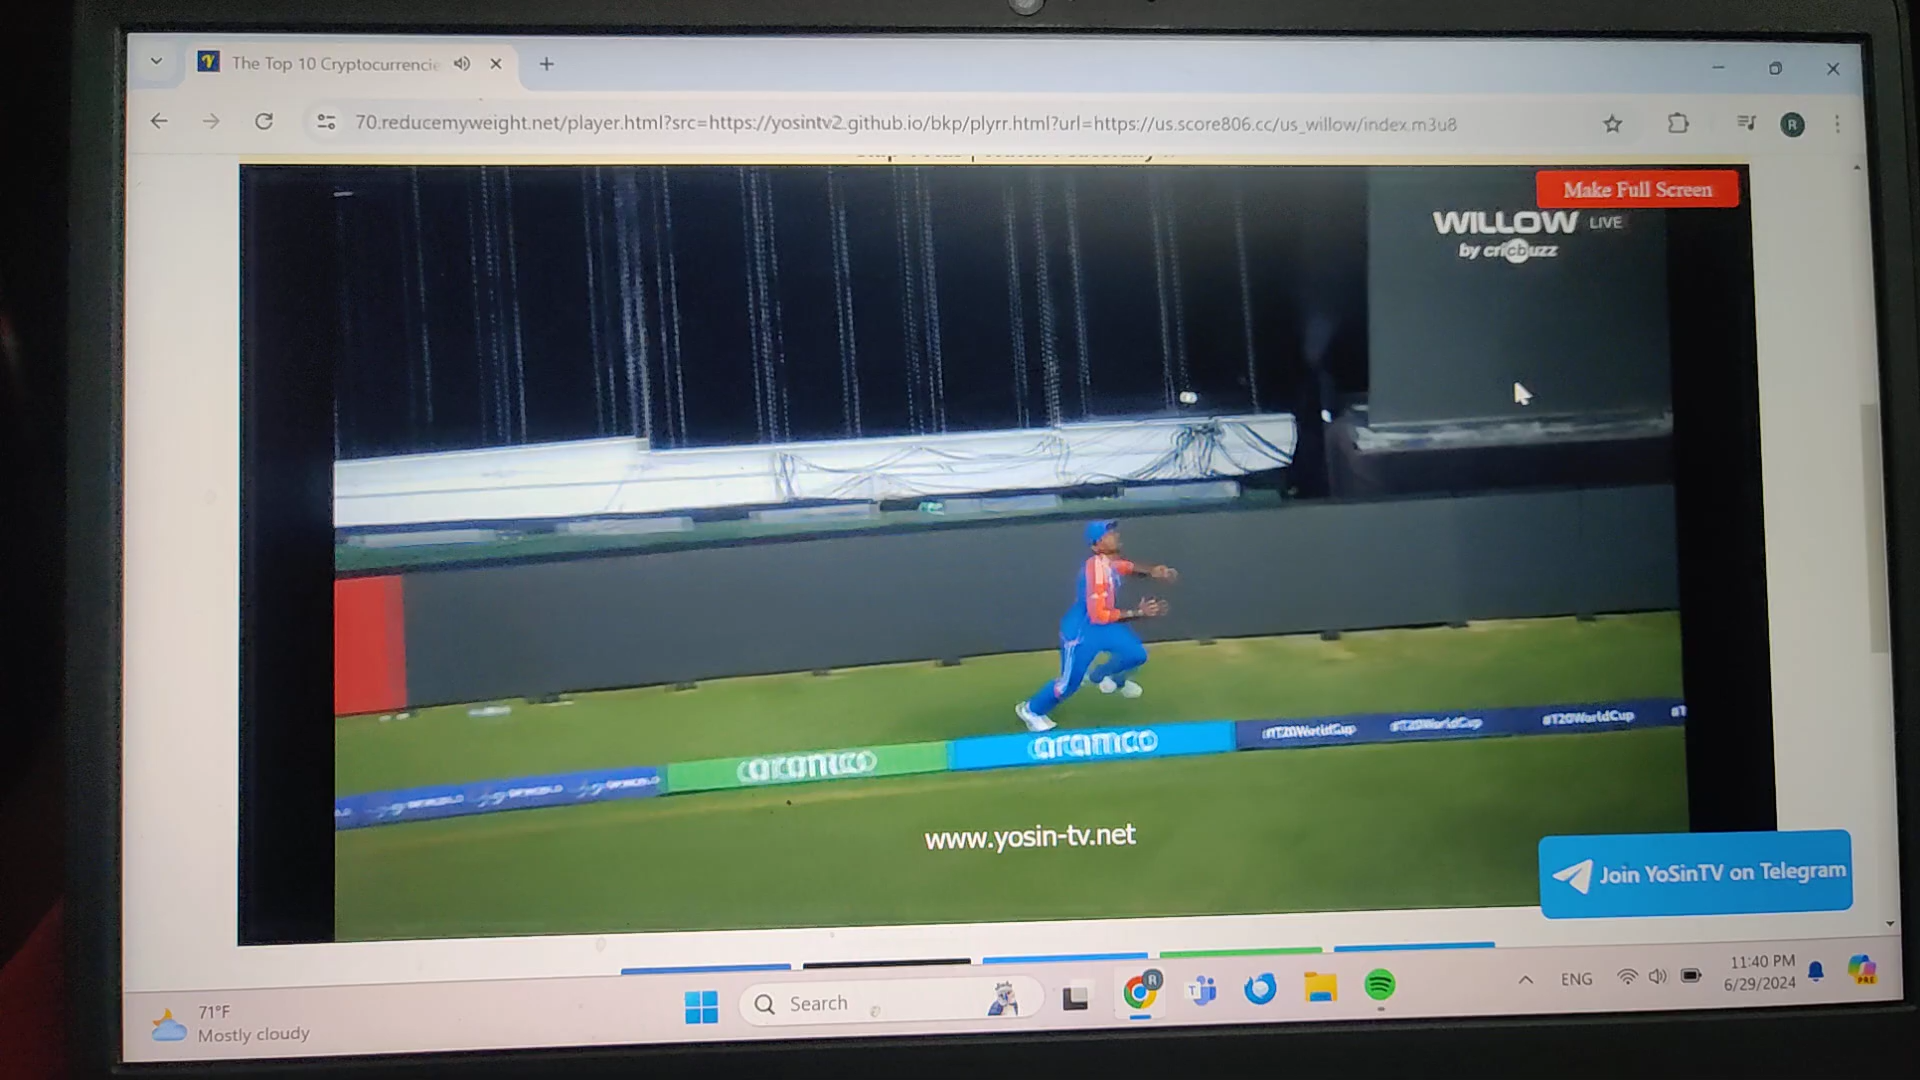 The Top 10 Cryptocurrencie
70.reducemyweight.net/player.html?src=https://yosintv2.github.io/bkp/plyrr.html?url=https://us.score806.cc/us_willow/index.m3u8
R
Make Full Screen
WILLOW LIVE
by cricbuzz
aramco
aramco
#T20WorldCup
#T20WorldCup
#T20WorldCup
#T
www.yosin-tv.net
Join YoSinTV on Telegram
71°F
Mostly cloudy
Search
R
T
ENG
11:40 PM
6/29/2024
PRE